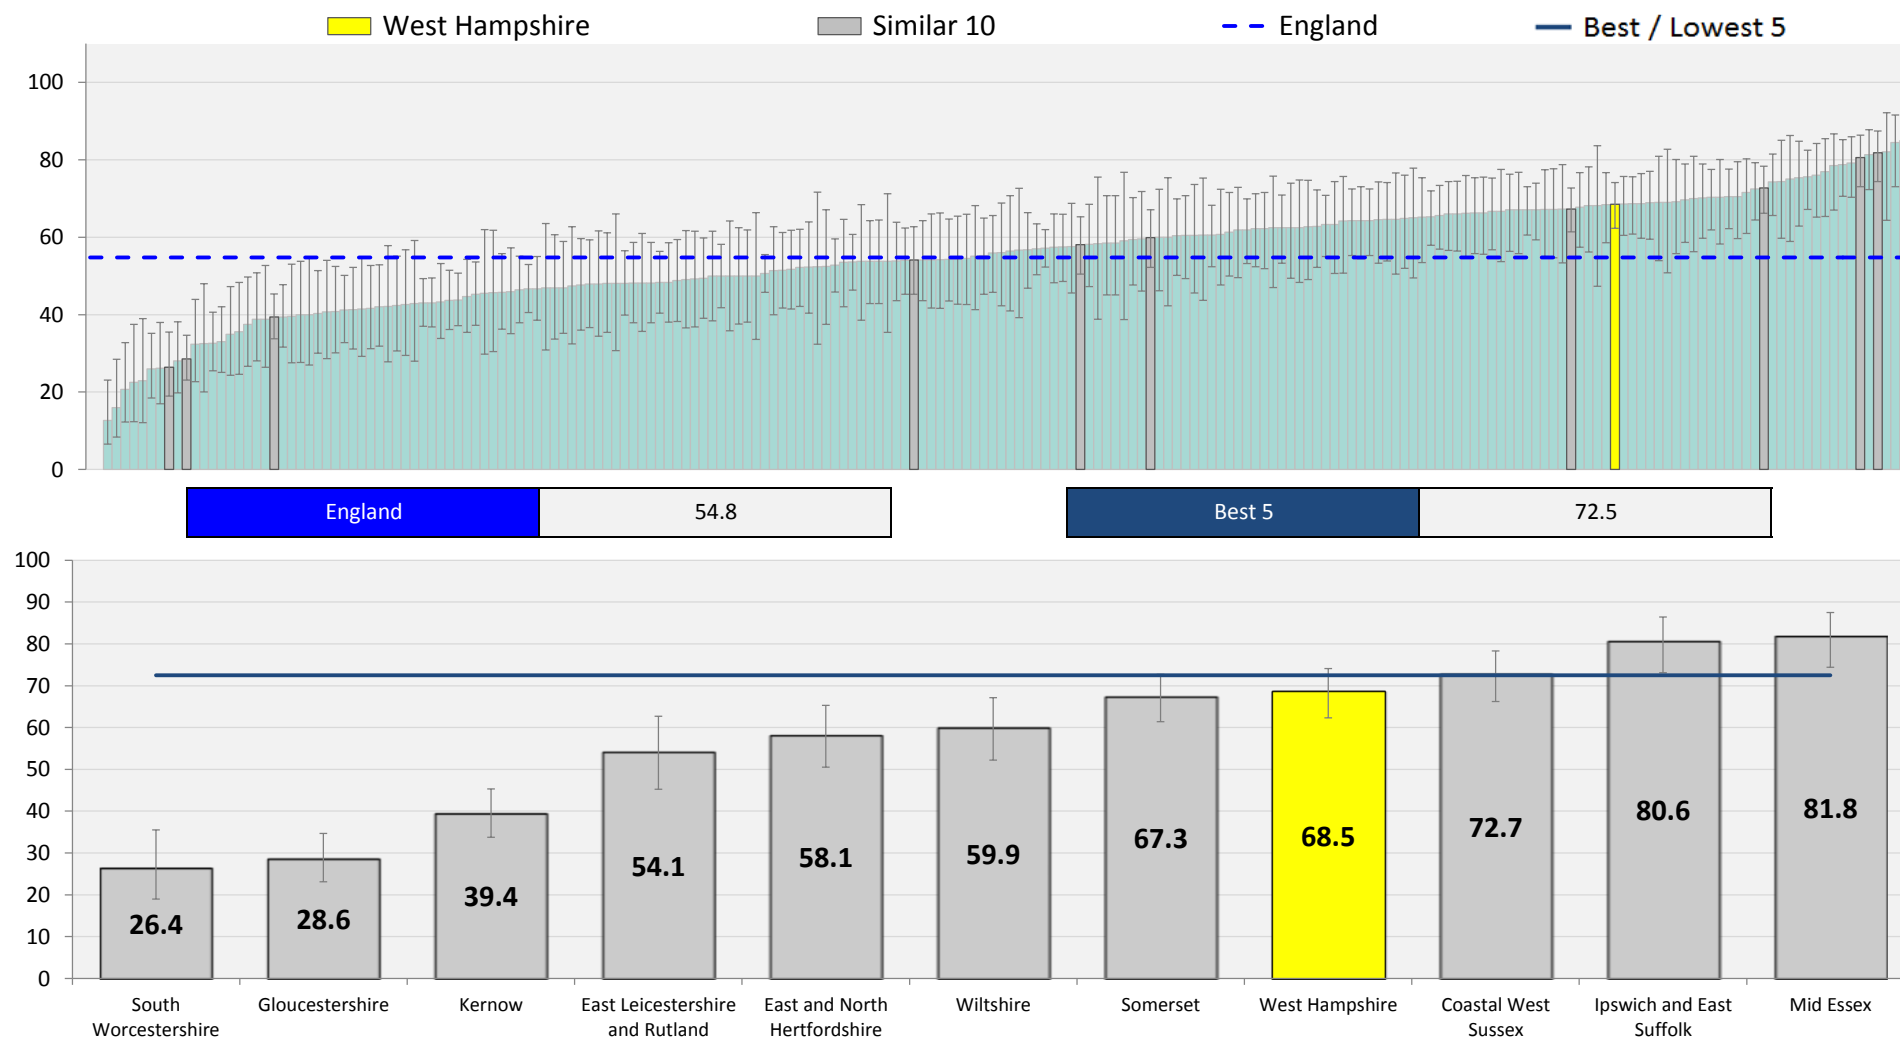 West Hampshire
Similar 10
England
Best / Lowest 5
100
80
60
40
20
0
England
54.8
Best 5
72.5
100
90
80
70
60
50
40
30
20
10
0
26.4
28.6
39.4
54.1
58.1
59.9
67.3
68.5
72.7
80.6
81.8
South
Worcestershire
Gloucestershire
Kernow
East Leicestershire
and Rutland
East and North
Hertfordshire
Wiltshire
Somerset
West Hampshire
Coastal West
Sussex
Ipswich and East
Suffolk
Mid Essex